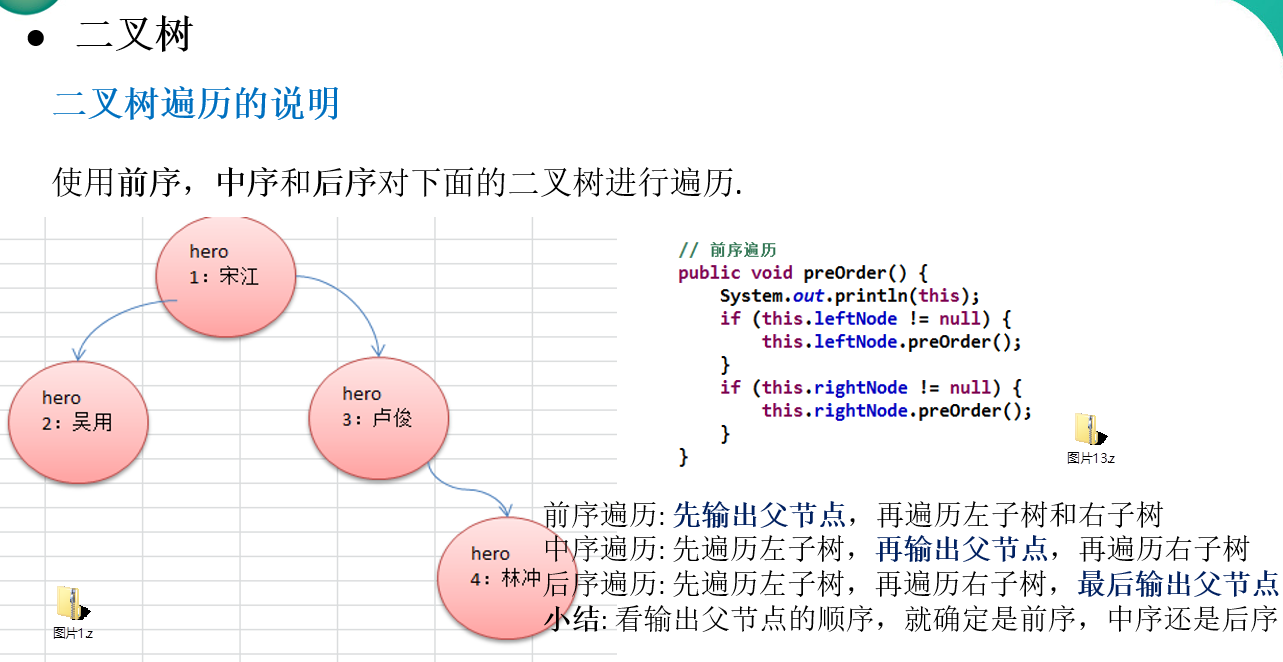 ● 二叉树
二叉树遍历的说明
使用前序，中序和后序对下面的二叉树进行遍历.
hero
1：宋江
hero
2：吴用
hero
3：卢俊
hero
4：林冲
图片1.z
// 前序遍历
public void preOrder() {
System.out.println(this);
if (this.leftNode != null) {
this.leftNode.preOrder();
}
if (this.rightNode != null) {
this.rightNode.preOrder();
}
}
图片13.z
前序遍历: 先输出父节点，再遍历左子树和右子树
中序遍历: 先遍历左子树，再输出父节点，再遍历右子树
后序遍历: 先遍历左子树，再遍历右子树，最后输出父节点
小结: 看输出父节点的顺序，就确定是前序，中序还是后序